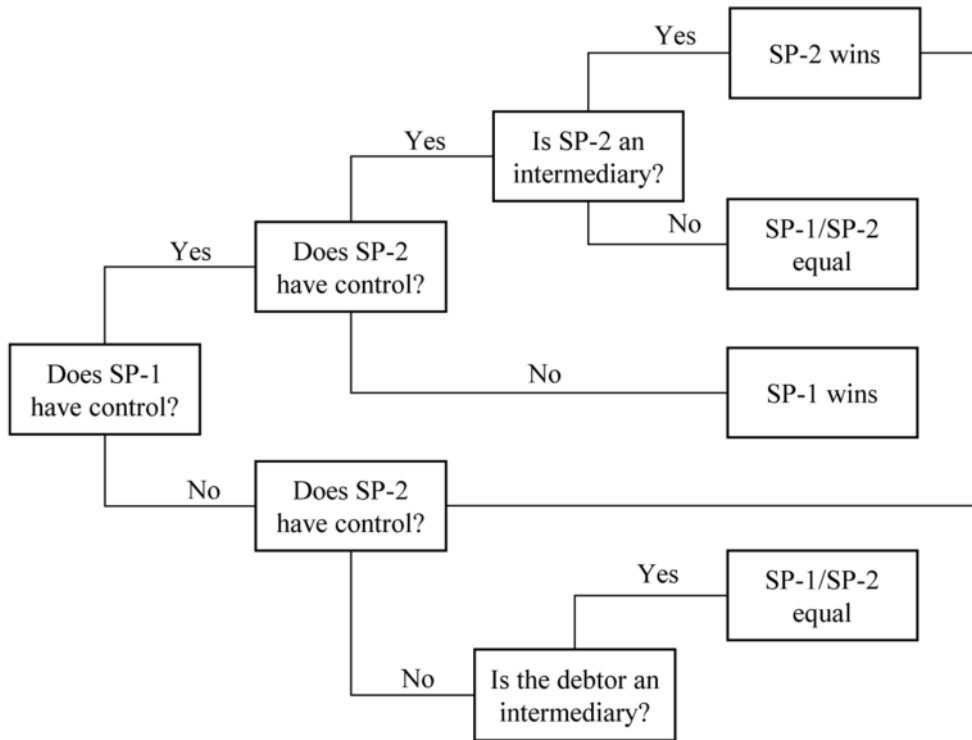 Yes
SP-2 wins
Is SP-2 an
intermediary?
Yes
No
SP-1/SP-2
equal
Does SP-2
have control?
Yes
No
SP-1 wins
Does SP-1
have control?
No
Does SP-2
have control?
Yes
SP-1/SP-2
equal
No
Is the debtor an
intermediary?